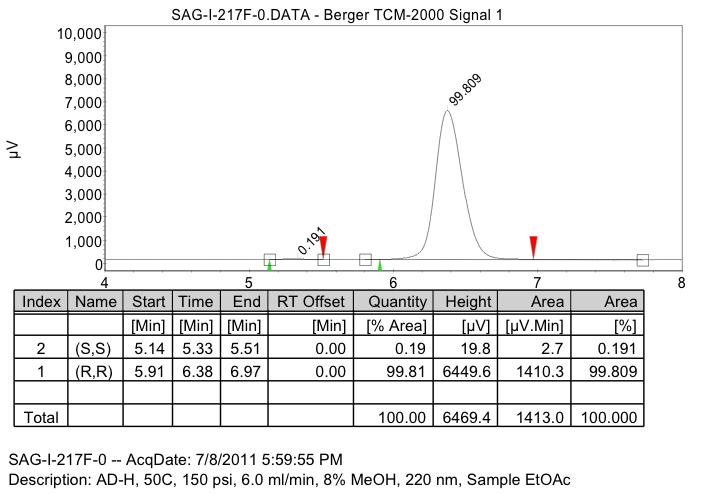 SAG-I-217F-0.DATA - Berger TCM-2000 Signal 1
10,000
9,000
8,000
7,000
6,000
5,000
4,000
3,000
2,000
1,000
0
µV
99.809
0.191
4 5 6 7 8
Index Name Start Time End RT Offset Quantity Height Area Area
[Min] [Min] [Min] [Min] [% Area] [µV] [µV.Min] [%]
2 (S,S) 5.14 5.33 5.51 0.00 0.19 19.8 2.7 0.191
1 (R,R) 5.91 6.38 6.97 0.00 99.81 6449.6 1410.3 99.809
Total 100.00 6469.4 1413.0 100.000
SAG-I-217F-0 -- AcqDate: 7/8/2011 5:59:55 PM
Description: AD-H, 50C, 150 psi, 6.0 ml/min, 8% MeOH, 220 nm, Sample EtOAc